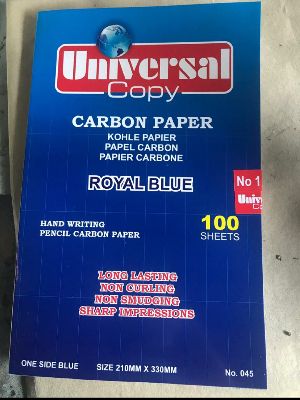 Universal
Copy
CARBON PAPER
KOHLE PAPIER
PAPEL CARBON
PAPIER CARBONE
ROYAL BLUE
No 1
HAND WRITING
PENCIL CARBON PAPER
100
SHEETS
LONG LASTING
NON CURLING
NON SMUDGING
SHARP IMPRESSIONS
ONE SIDE BLUE
SIZE 210MM X 330MM
No. 045